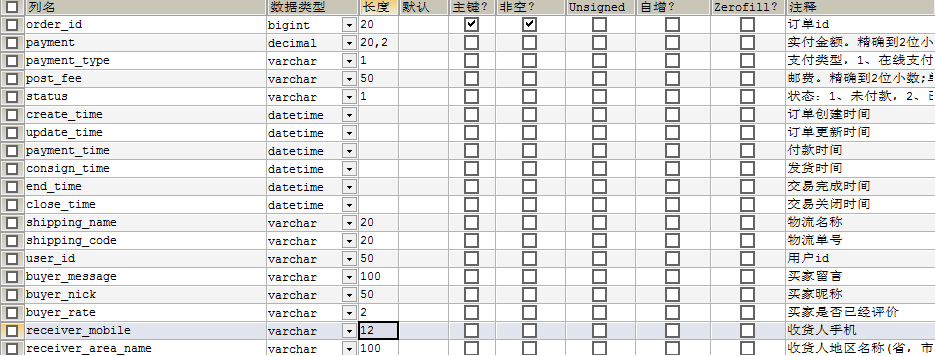 列名 数据类型 长度 默认 主键? 非空? Unsigned 自增? Zerofill? 注释
order_id bigint 20 订单id
payment decimal 20,2 实付金额。精确到2位小
payment_type varchar 1 支付类型，1、在线支付
post_fee varchar 50 邮费。精确到2位小数;单
status varchar 1 状态：1、未付款，2、已
create_time datetime 订单创建时间
update_time datetime 订单更新时间
payment_time datetime 付款时间
consign_time datetime 发货时间
end_time datetime 交易完成时间
close_time datetime 交易关闭时间
shipping_name varchar 20 物流名称
shipping_code varchar 20 物流单号
user_id varchar 50 用户id
buyer_message varchar 100 买家留言
buyer_nick varchar 50 买家昵称
buyer_rate varchar 2 买家是否已经评价
receiver_mobile varchar 12 收货人手机
receiver_area_name varchar 100 收货人地区名称(省，市